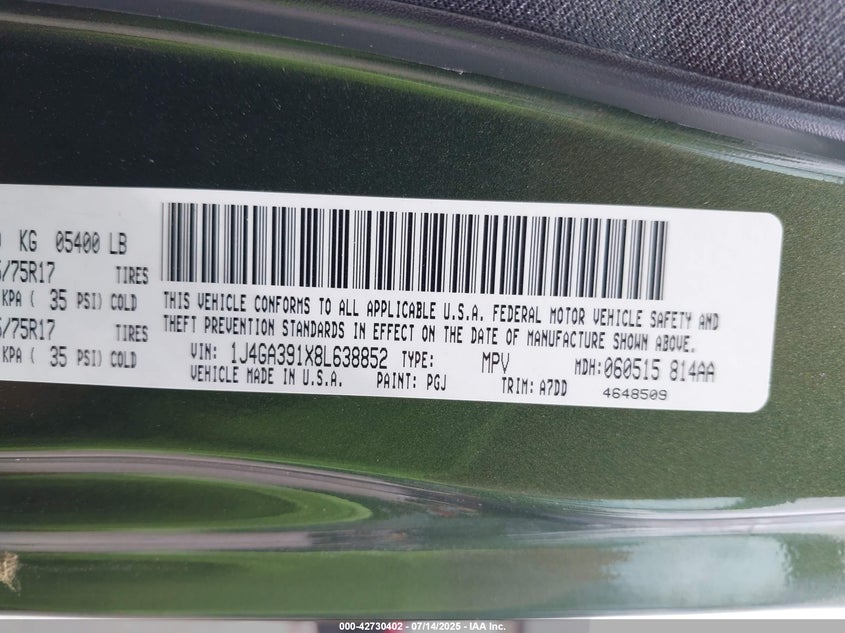 KG 05400 LB
/75R17 TIRES
KPA ( 35 PSI) COLD
/75R17 TIRES
KPA ( 35 PSI) COLD
THIS VEHICLE CONFORMS TO ALL APPLICABLE U.S.A. FEDERAL MOTOR VEHICLE SAFETY AND
THEFT PREVENTION STANDARDS IN EFFECT ON THE DATE OF MANUFACTURE SHOWN ABOVE.
VIN: 1J4GA391X8L638852 TYPE: MPV MDH: 060515 814AA
VEHICLE MADE IN U.S.A. PAINT: PGJ TRIM: A7DD 4648509
000-42730402 - 07/14/2025 - IAA Inc.